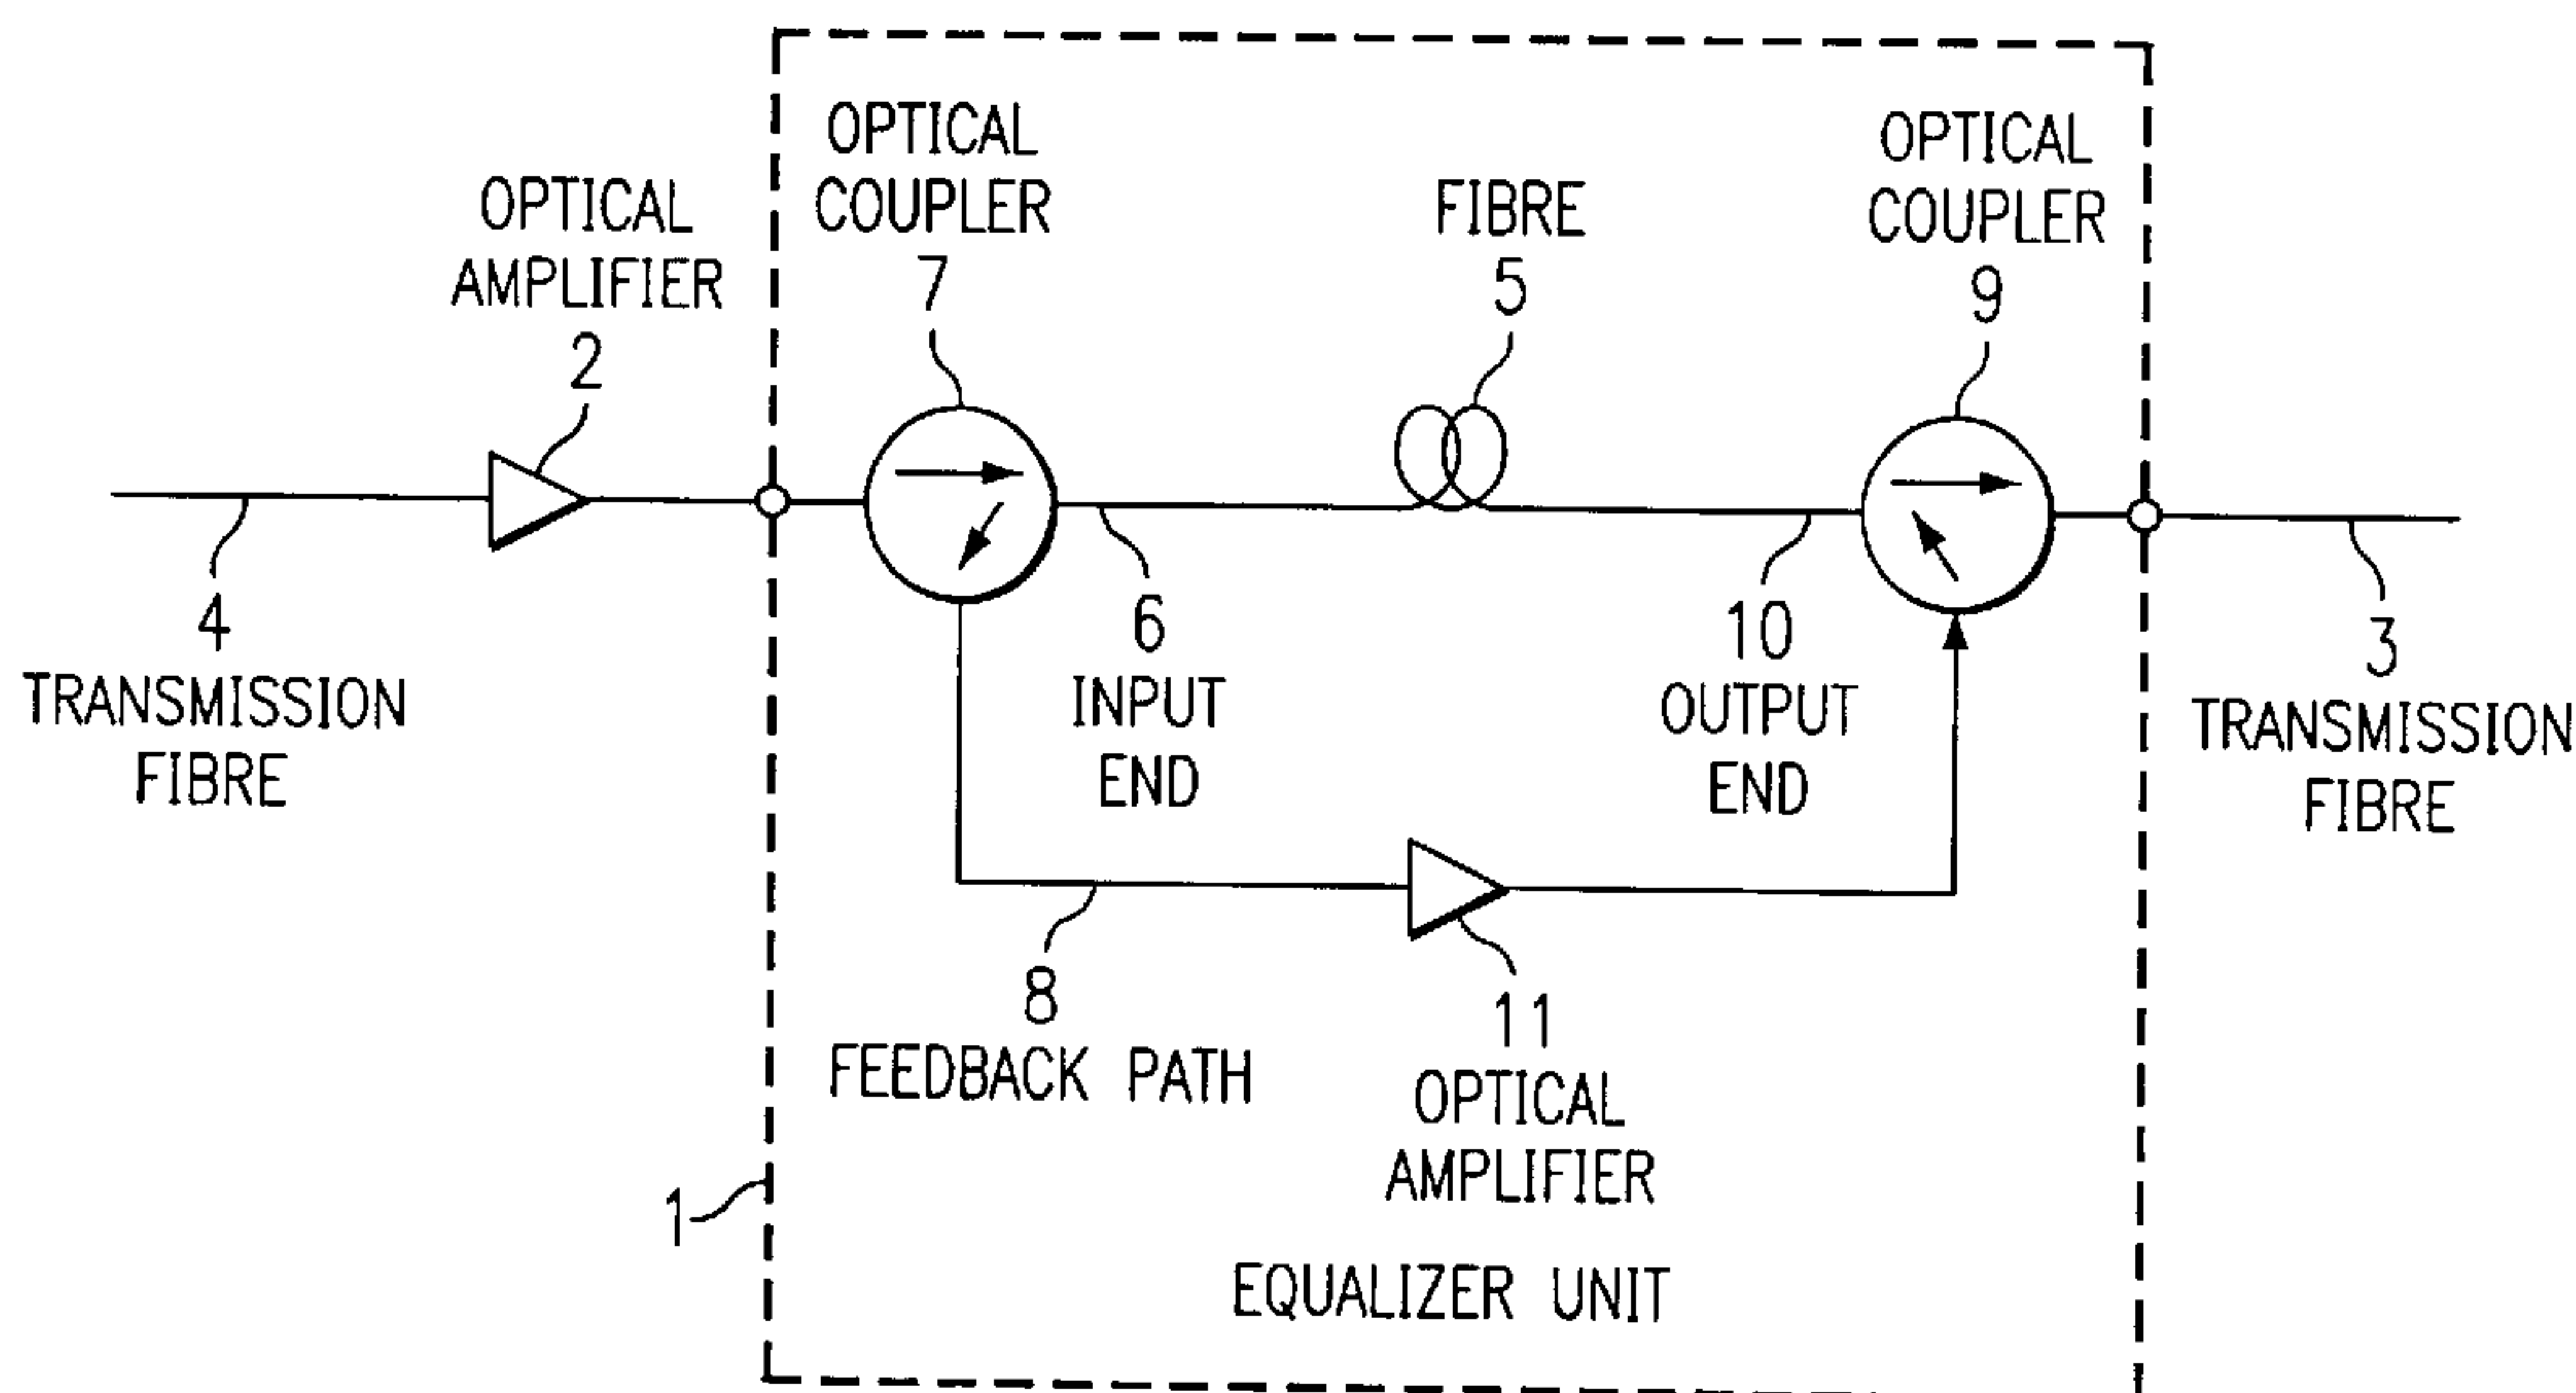 OPTICAL
COUPLER
7
OPTICAL
COUPLER
9
OPTICAL
AMPLIFIER
2
FIBRE
5
4
TRANSMISSION
FIBRE
6
INPUT
END
10
OUTPUT
END
3
TRANSMISSION
FIBRE
8
FEEDBACK PATH
11
OPTICAL
AMPLIFIER
1
EQUALIZER UNIT